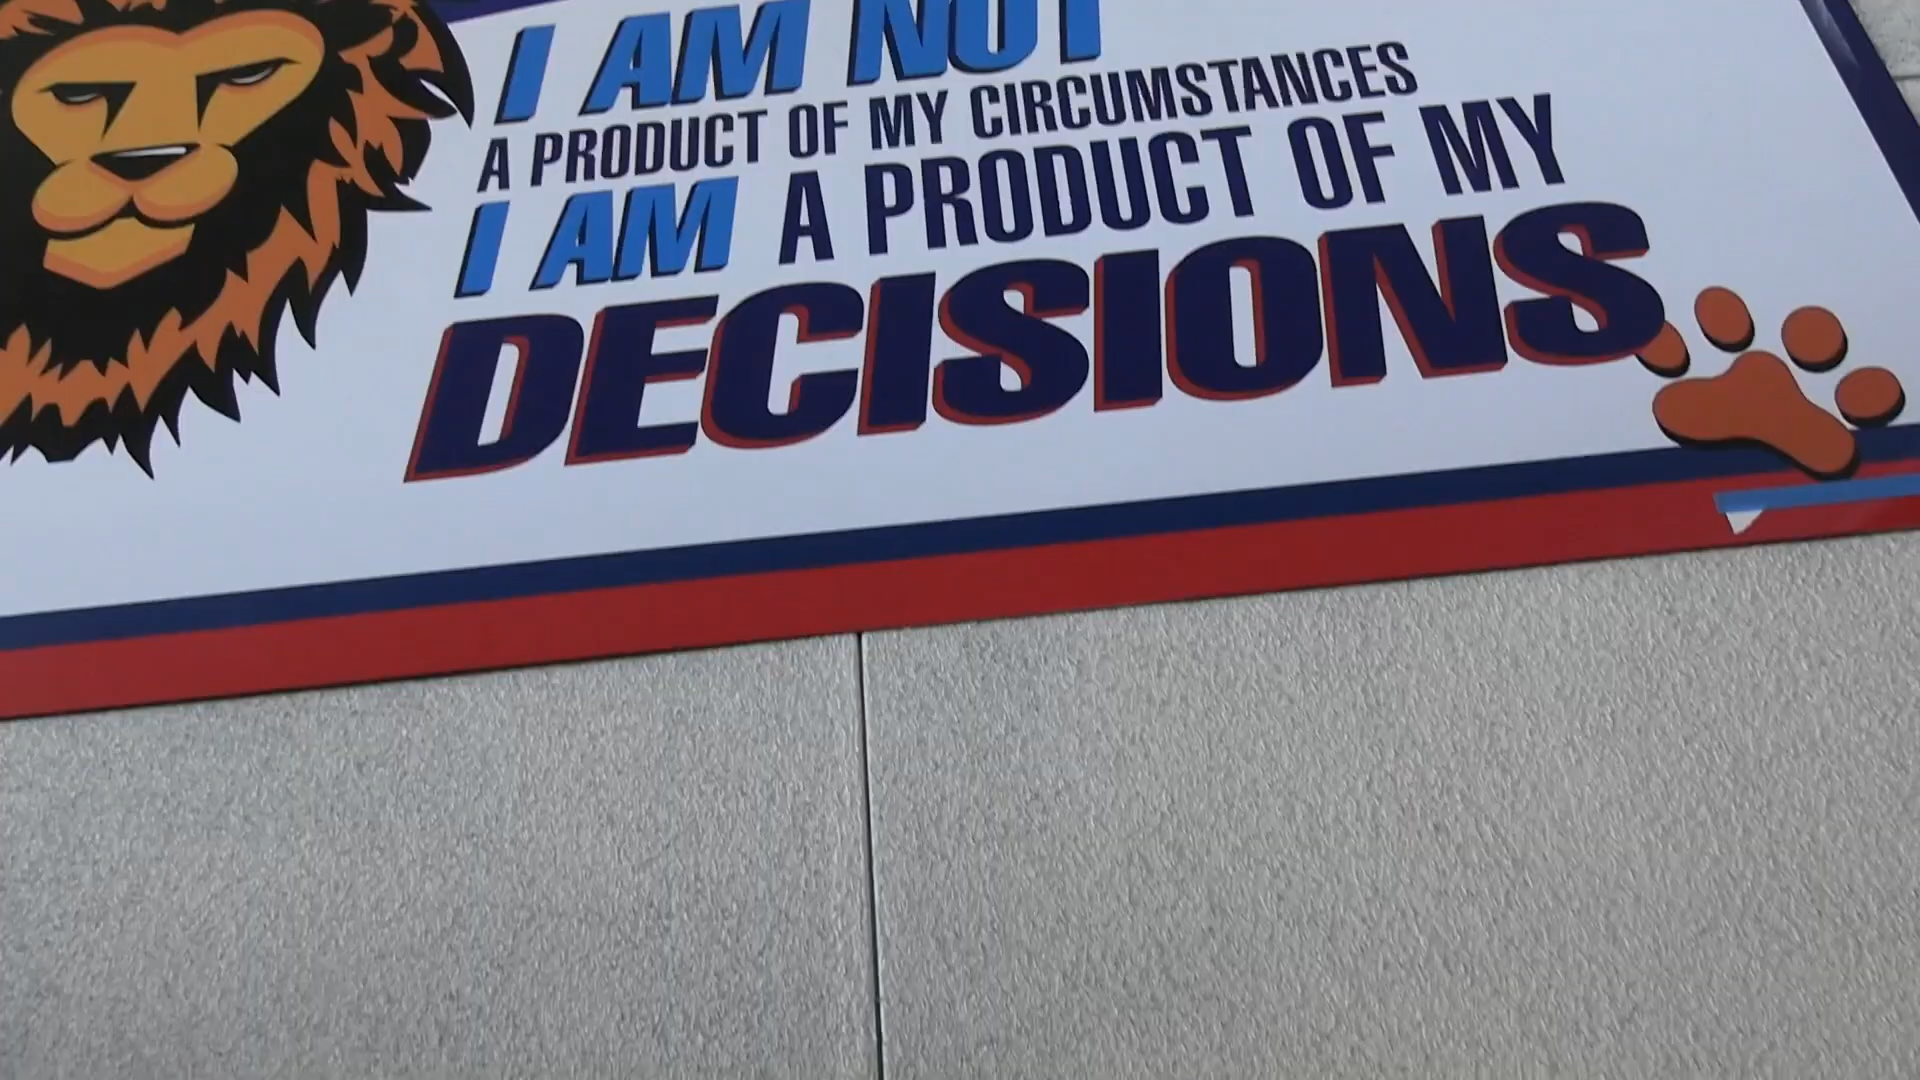 I AM NOT
A PRODUCT OF MY CIRCUMSTANCES
I AM A PRODUCT OF MY
DECISIONS